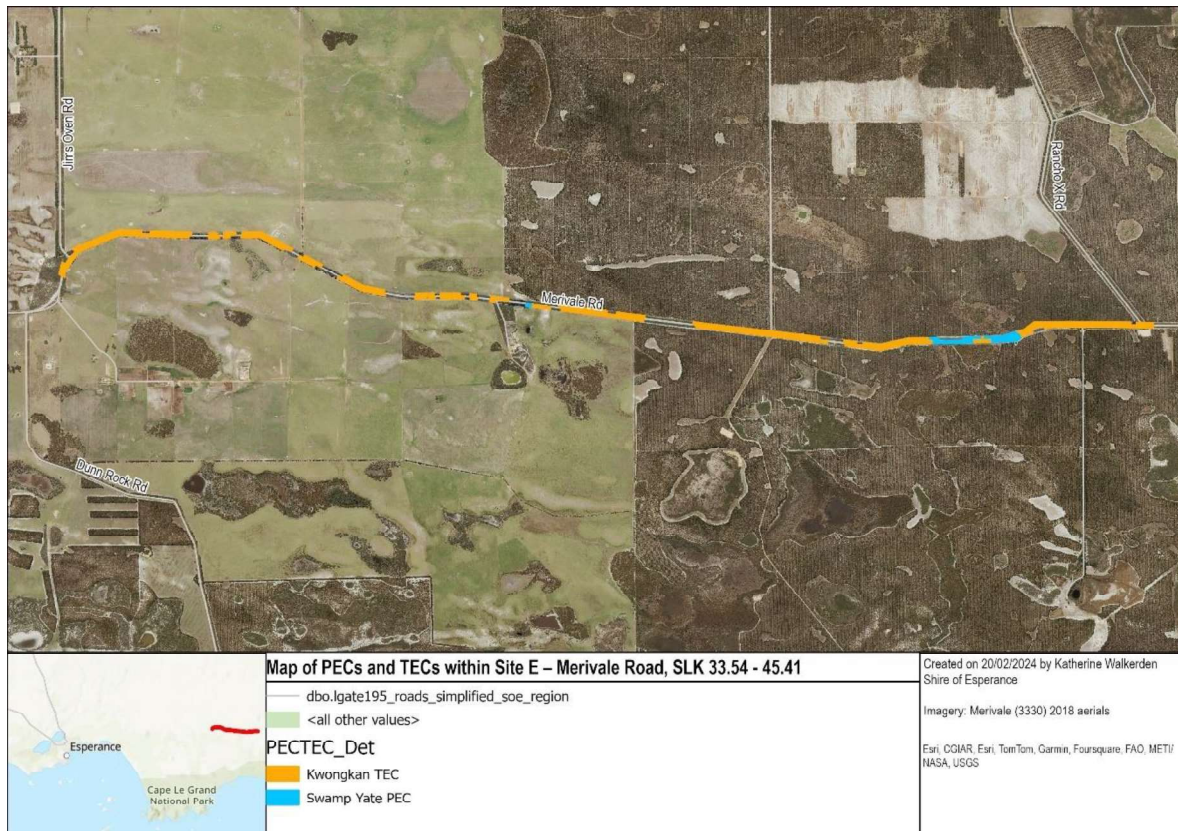 Jim's Oven Rd
Rancho X Rd
Merivale Rd
Dunn Rock Rd
Esperance
Cape Le Grand
National Park
Map of PECs and TECs within Site E – Merivale Road, SLK 33.54 - 45.41
dbo.lgate195_roads_simplified_soe_region
<all other values>
PECTEC_Det
Kwongkan TEC
Swamp Yate PEC
Created on 20/02/2024 by Katherine Walkerden
Shire of Esperance
Imagery: Merivale (3330) 2018 aerials
Esri, CGIAR, Esri, TomTom, Garmin, Foursquare, FAO, METI/
NASA, USGS